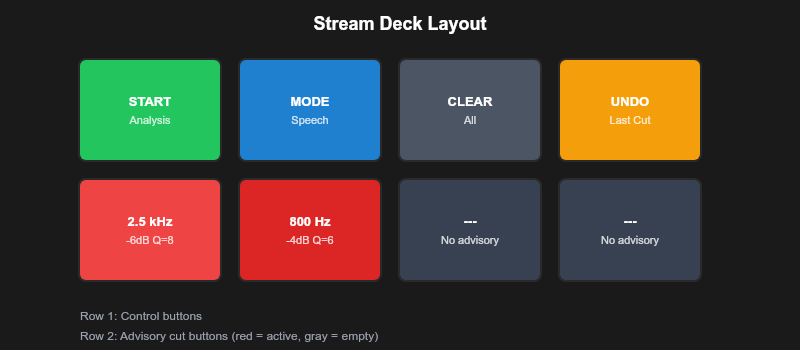 Stream Deck Layout
START
Analysis
MODE
Speech
CLEAR
All
UNDO
Last Cut
2.5 kHz
-6dB Q=8
800 Hz
-4dB Q=6
---
No advisory
---
No advisory
Row 1: Control buttons
Row 2: Advisory cut buttons (red = active, gray = empty)